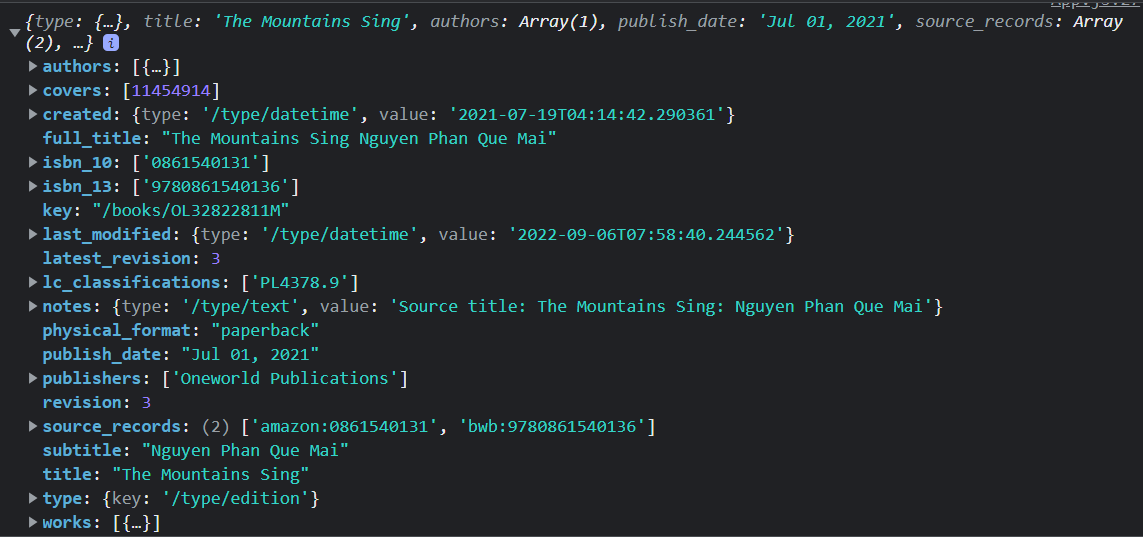 App.js:27
{type: {…}, title: 'The Mountains Sing', authors: Array(1), publish_date: 'Jul 01, 2021', source_records: Array
(2), …} i
authors: [{…}]
covers: [11454914]
created: {type: '/type/datetime', value: '2021-07-19T04:14:42.290361'}
full_title: "The Mountains Sing Nguyen Phan Que Mai"
isbn_10: ['0861540131']
isbn_13: ['9780861540136']
key: "/books/OL32822811M"
last_modified: {type: '/type/datetime', value: '2022-09-06T07:58:40.244562'}
latest_revision: 3
lc_classifications: ['PL4378.9']
notes: {type: '/type/text', value: 'Source title: The Mountains Sing: Nguyen Phan Que Mai'}
physical_format: "paperback"
publish_date: "Jul 01, 2021"
publishers: ['Oneworld Publications']
revision: 3
source_records: (2) ['amazon:0861540131', 'bwb:9780861540136']
subtitle: "Nguyen Phan Que Mai"
title: "The Mountains Sing"
type: {key: '/type/edition'}
works: [{…}]